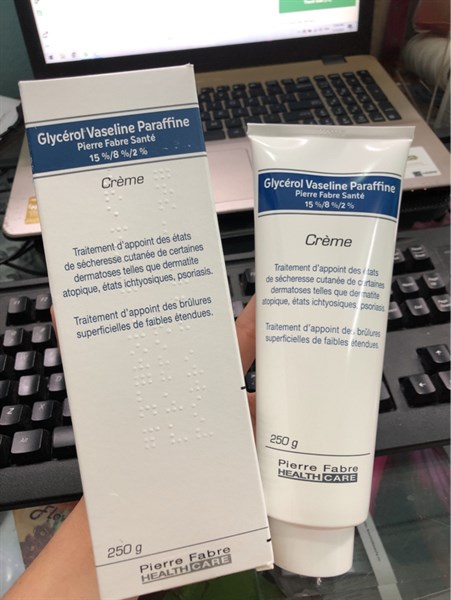 Glycérol Vaseline Paraffine
Pierre Fabre Santé
15 %/8 %/2 %
Crème
Traitement d'appoint des états
de sécheresse cutanée de certaines
dermatoses telles que dermatite
atopique, états ichtyosiques, psoriasis.
Traitement d'appoint des brûlures
superficielles de faibles étendues.
250 g
Pierre Fabre
HEALTH CARE
Glycérol Vaseline Paraffine
Pierre Fabre Santé
15 %/8 %/2 %
Crème
Traitement d'appoint des états
de sécheresse cutanée de certaines
dermatoses telles que dermatite
atopique, états ichtyosiques, psoriasis.
Traitement d'appoint des brûlures
superficielles de faibles étendues.
250 g
Pierre Fabre
HEALTH CARE